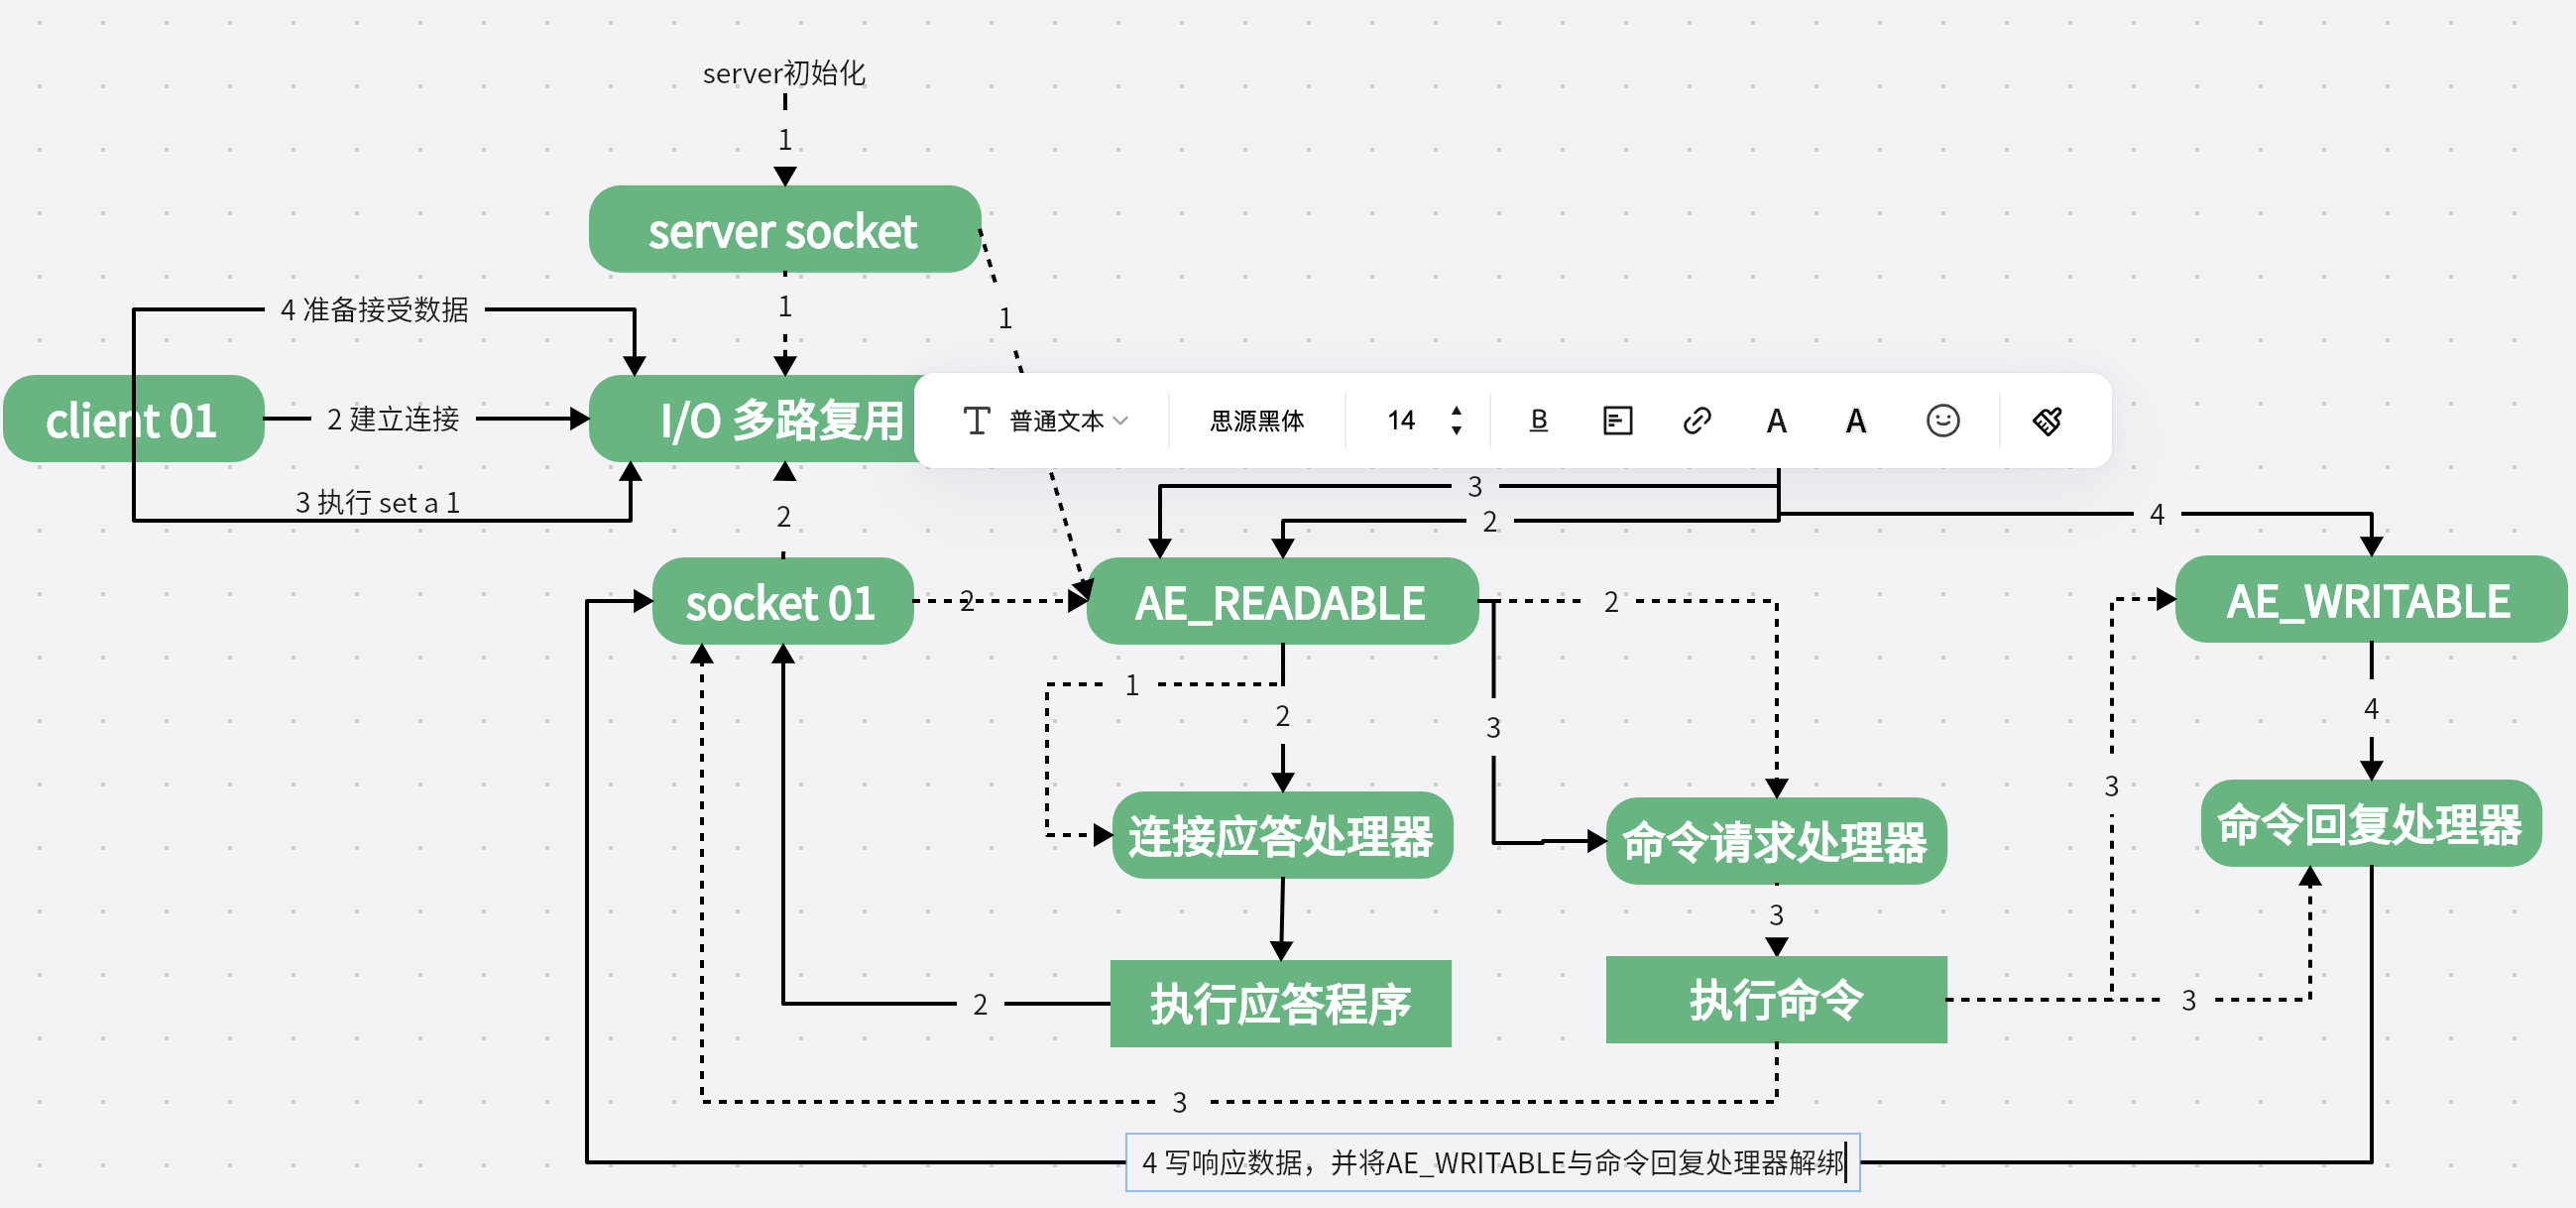 server初始化
1
server socket
1
1
4 准备接受数据
client 01
2 建立连接
I/O 多路复用
普通文本
思源黑体
14
B
A
A
3 执行 set a 1
3
2
4
2
socket 01
2
AE_READABLE
2
AE_WRITABLE
1
2
3
4
3
连接应答处理器
命令请求处理器
命令回复处理器
3
执行应答程序
执行命令
2
3
3
4 写响应数据，并将AE_WRITABLE与命令回复处理器解绑